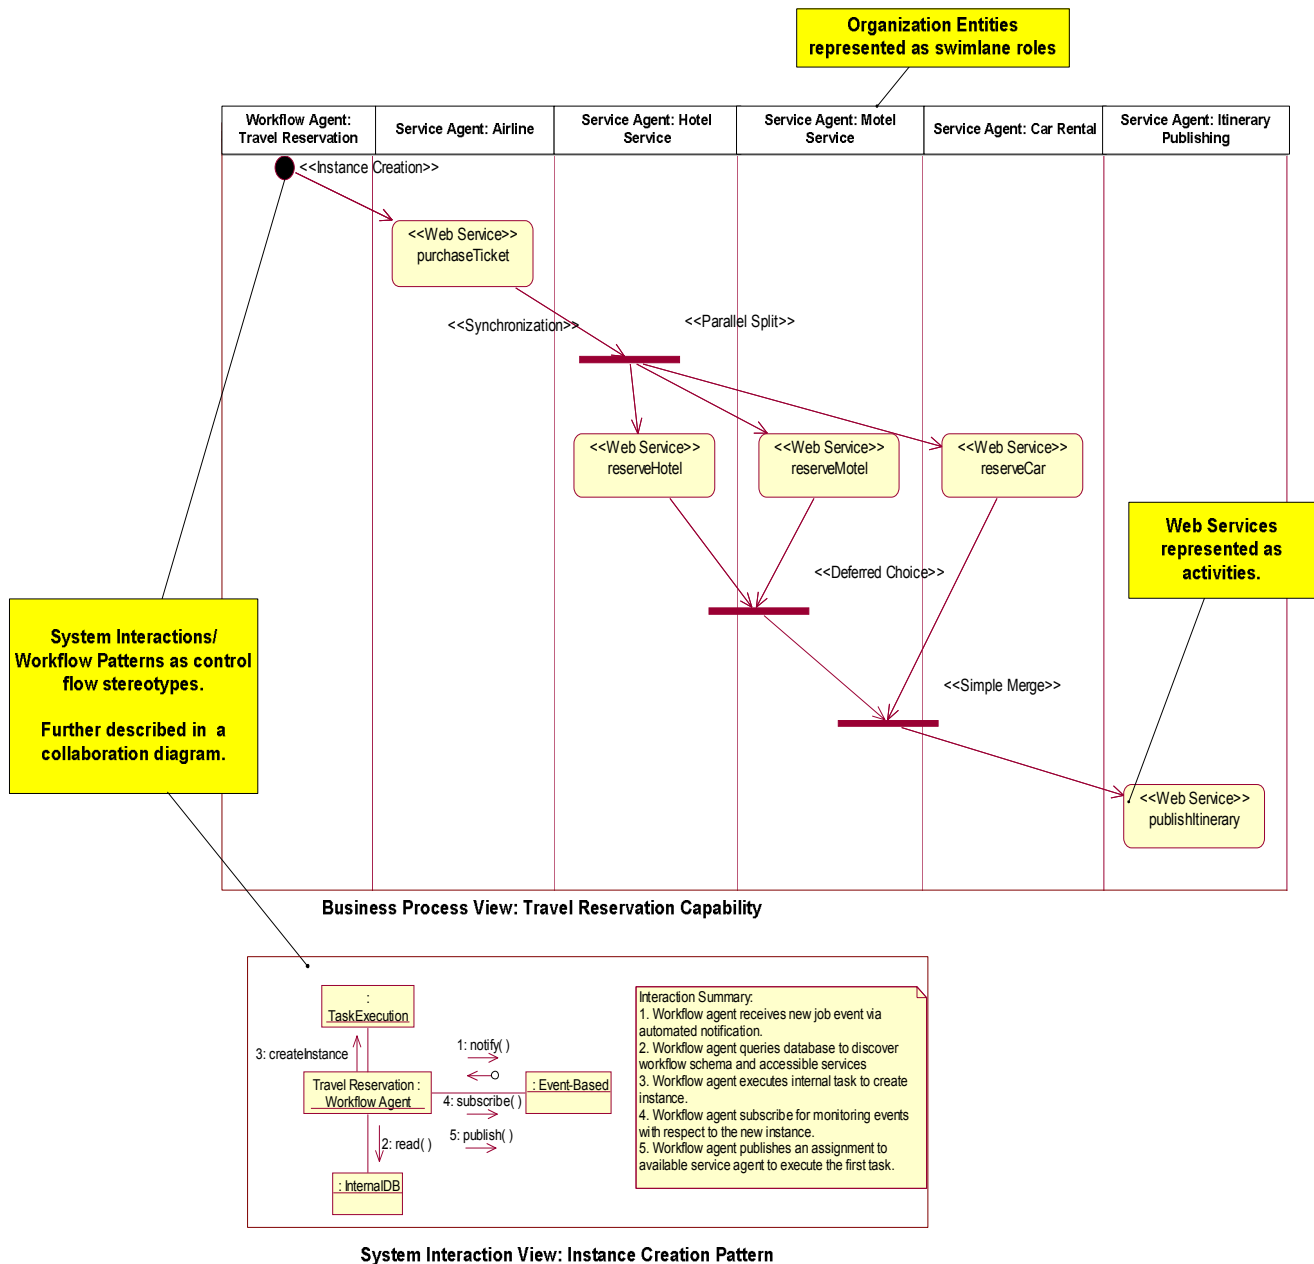 Organization Entities
represented as swimlane roles
Workflow Agent:
Travel Reservation
Service Agent: Airline
Service Agent: Hotel
Service
Service Agent: Motel
Service
Service Agent: Car Rental
Service Agent: Itinerary
Publishing
<<Instance Creation>>
<<Web Service>>
purchaseTicket
<<Synchronization>>
<<Parallel Split>>
<<Web Service>>
reserveHotel
<<Web Service>>
reserveMotel
<<Web Service>>
reserveCar
Web Services
represented as
activities.
<<Deferred Choice>>
System Interactions/
Workflow Patterns as control
flow stereotypes.
Further described in a
collaboration diagram.
<<Simple Merge>>
<<Web Service>>
publishItinerary
Business Process View: Travel Reservation Capability
:
TaskExecution
3: createInstance
1: notify( )
Travel Reservation :
Workflow Agent
: Event-Based
4: subscribe( )
5: publish( )
2: read( )
: InternalDB
Interaction Summary:
1. Workflow agent receives new job event via
automated notification.
2. Workflow agent queries database to discover
workflow schema and accessible services
3. Workflow agent executes internal task to create
instance.
4. Workflow agent subscribe for monitoring events
with respect to the new instance.
5. Workflow agent publishes an assignment to
available service agent to execute the first task.
System Interaction View: Instance Creation Pattern